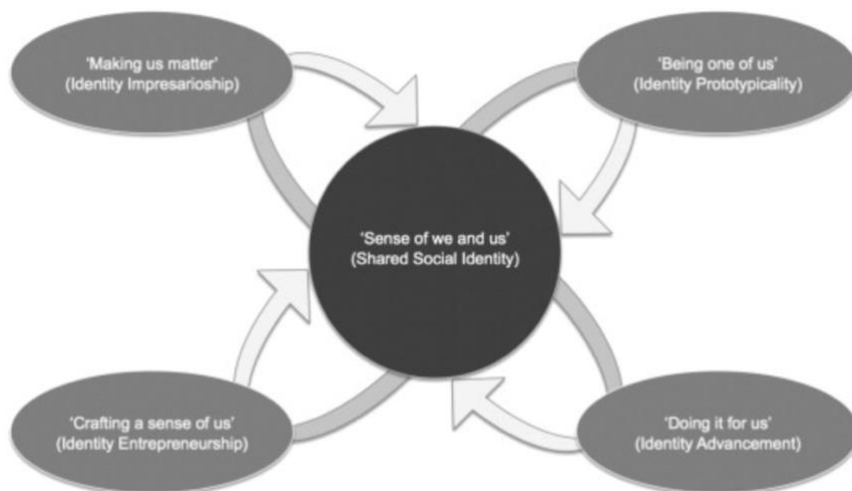 ‘Making us matter’
(Identity Impresarioship)
‘Being one of us’
(Identity Prototypicality)
‘Sense of we and us’
(Shared Social Identity)
‘Crafting a sense of us’
(Identity Entrepreneurship)
‘Doing it for us’
(Identity Advancement)